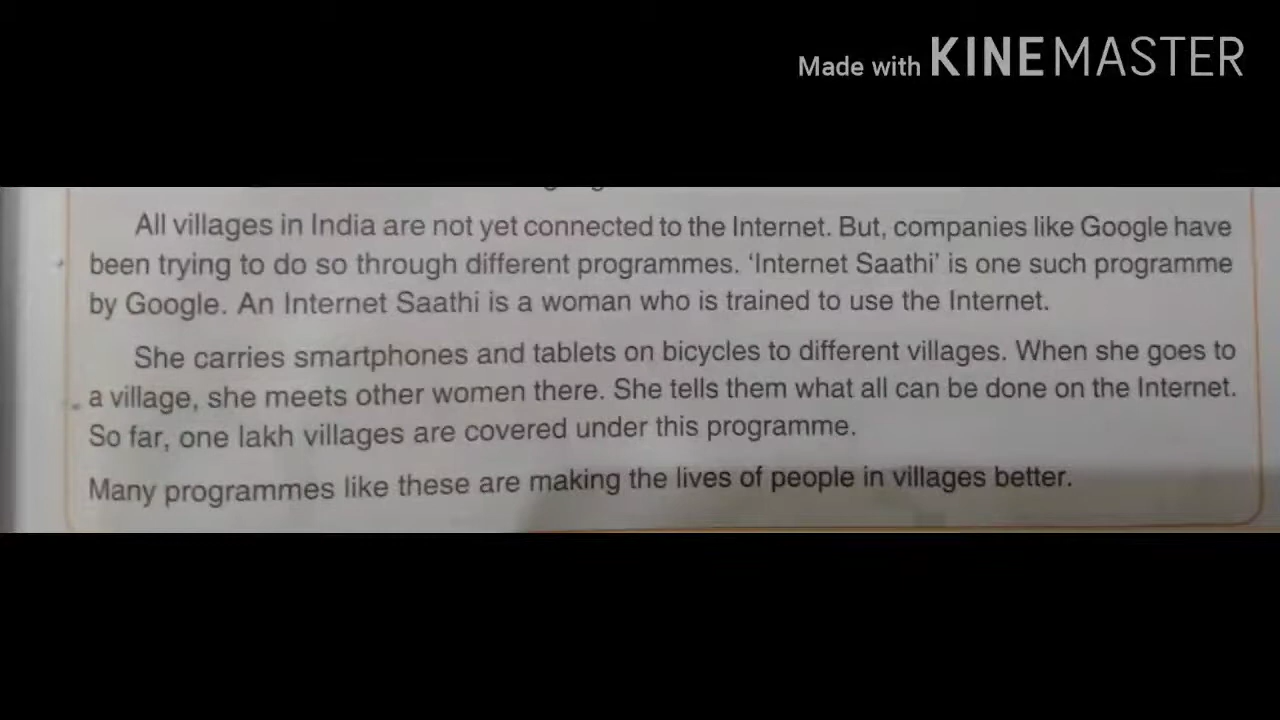 Made with KINEMASTER
All villages in India are not yet connected to the Internet. But, companies like Google have
been trying to do so through different programmes. ‘Internet Saathi’ is one such programme
by Google. An Internet Saathi is a woman who is trained to use the Internet.
She carries smartphones and tablets on bicycles to different villages. When she goes to
a village, she meets other women there. She tells them what all can be done on the Internet.
So far, one lakh villages are covered under this programme.
Many programmes like these are making the lives of people in villages better.